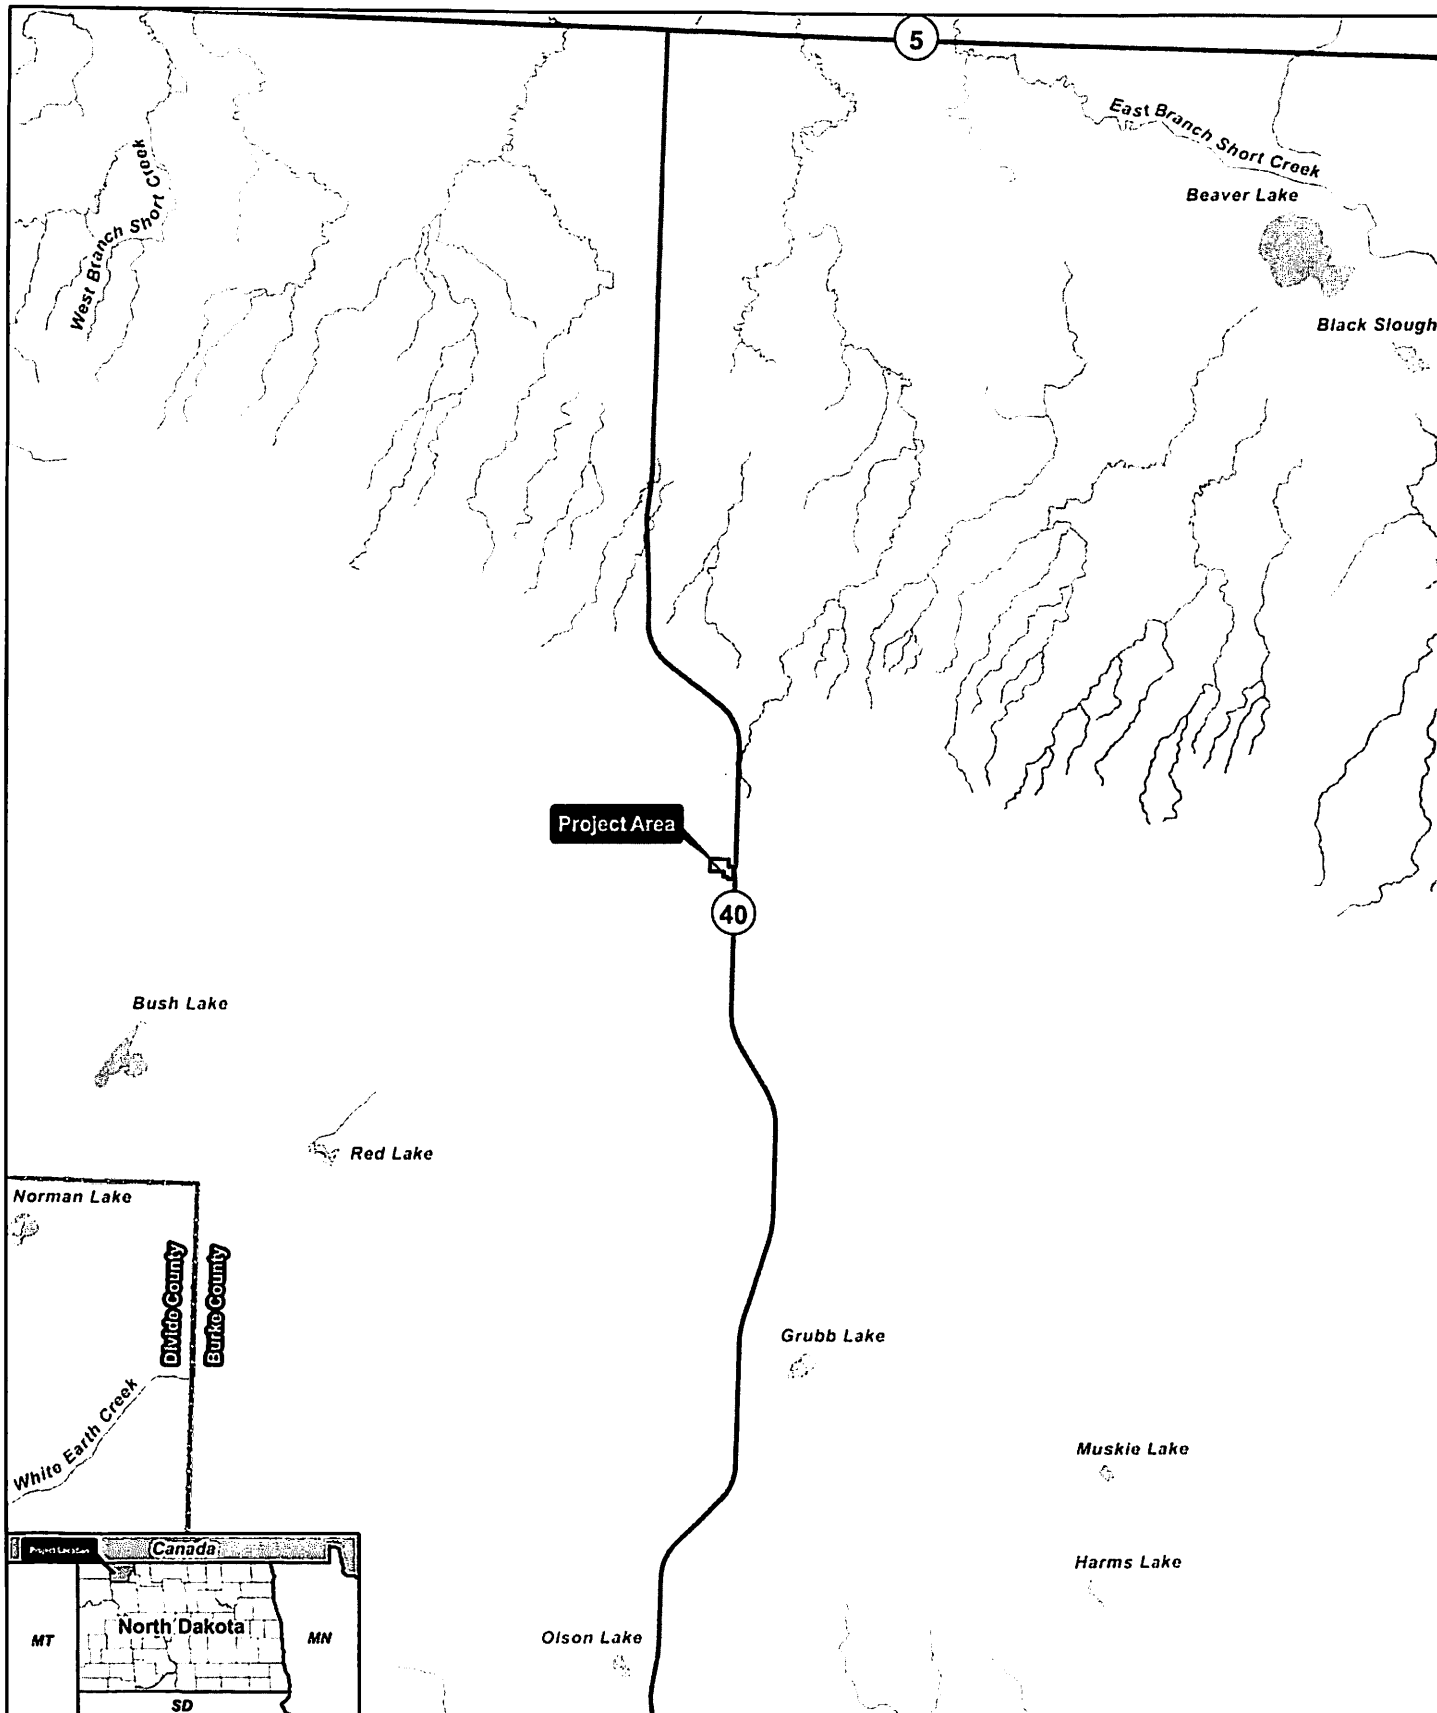 5
East Branch Short Creek
West Branch Short Creek
Beaver Lake
Black Slough
Project Area
40
Bush Lake
Red Lake
Norman Lake
Divide County
Burke County
Grubb Lake
White Earth Creek
Muskie Lake
Project Location
Canada
Harms Lake
North Dakota
MT
MN
Olson Lake
SD